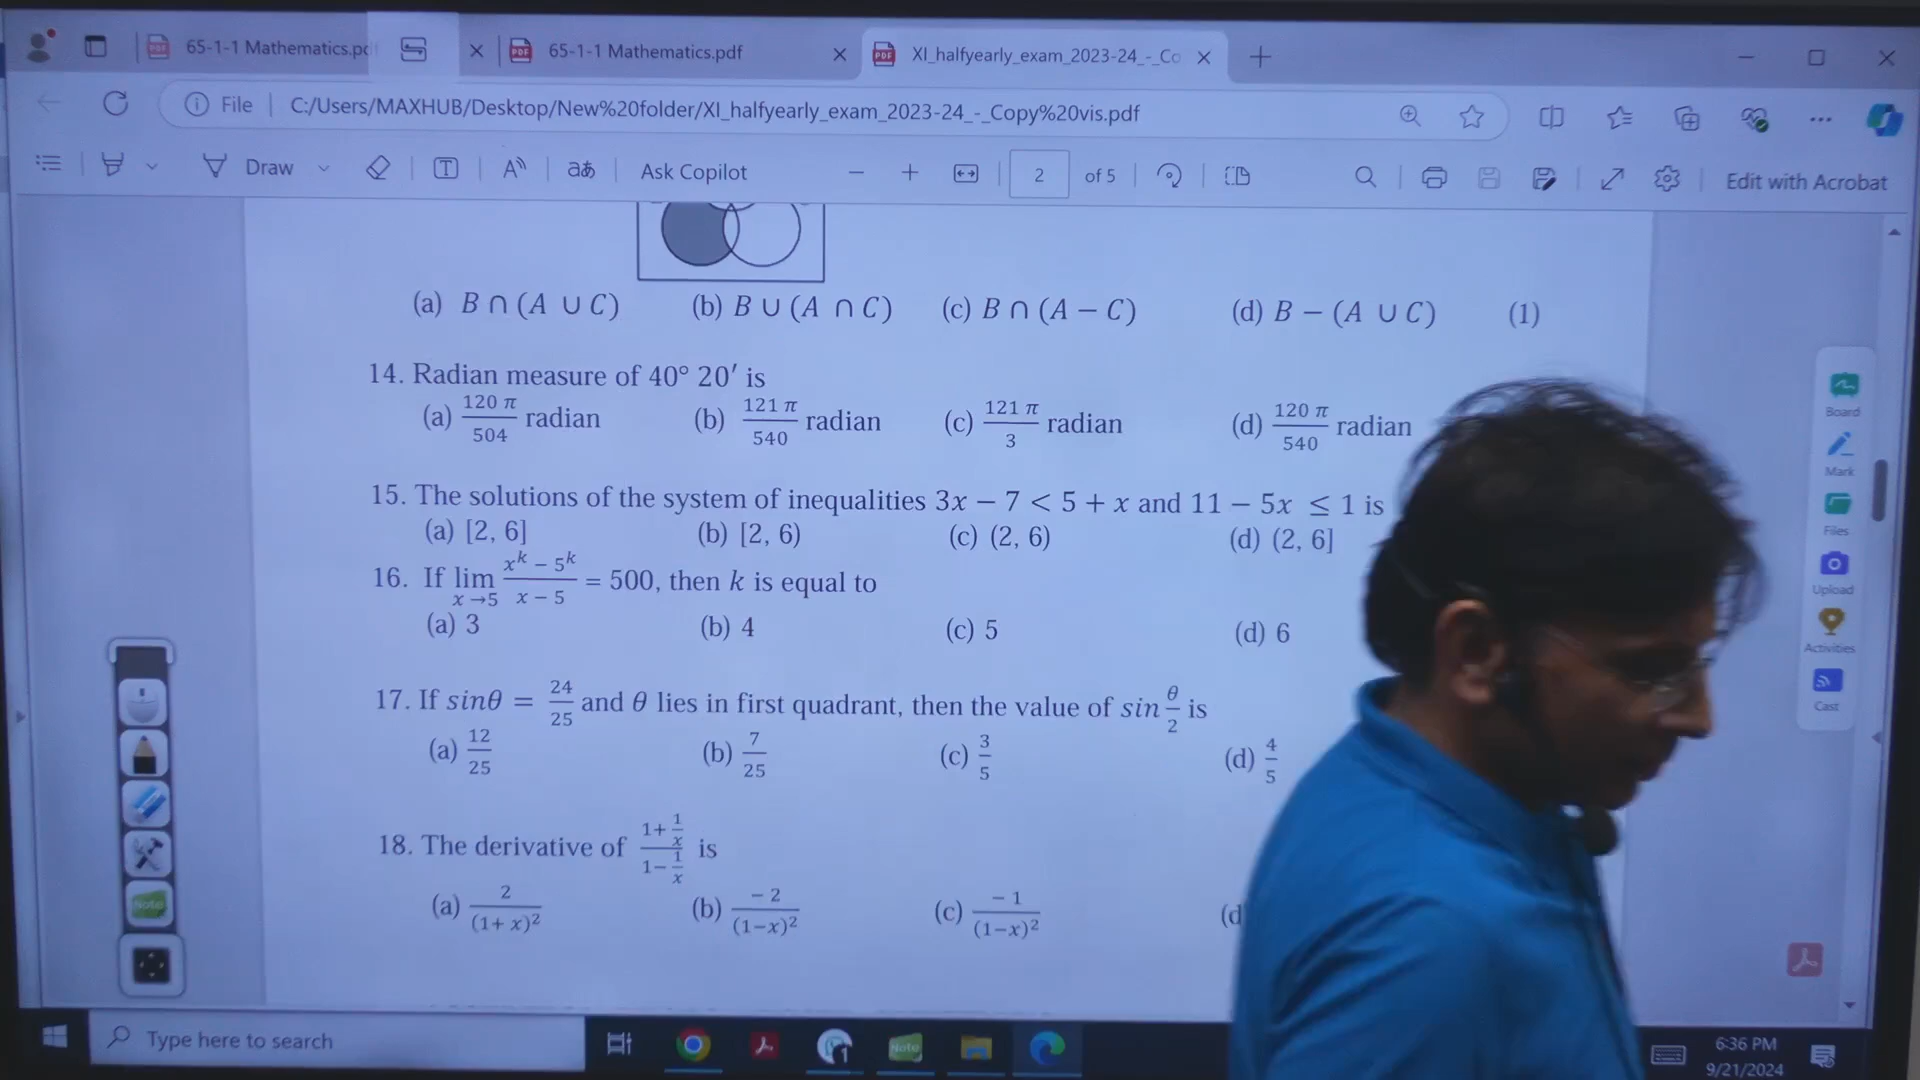 65-1-1 Mathematics.pd
65-1-1 Mathematics.pdf
XI_halfyearly_exam_2023-24_-_Co
File
C:/Users/MAXHUB/Desktop/New%20folder/XI_halfyearly_exam_2023-24_-_Copy%20vis.pdf
Draw
Ask Copilot
2 of 5
Edit with Acrobat
(a) B ∩ (A ∪ C) (b) B ∪ (A ∩ C) (c) B ∩ (A − C) (d) B − (A ∪ C) (1)
14. Radian measure of 40° 20′ is
(a) 120 π/504 radian (b) 121 π/540 radian (c) 121 π/3 radian (d) 120 π/540 radian
15. The solutions of the system of inequalities 3x − 7 < 5 + x and 11 − 5x ≤ 1 is
(a) [2, 6] (b) [2, 6) (c) (2, 6) (d) (2, 6]
16. If lim x→5 (x^k − 5^k)/(x − 5) = 500, then k is equal to
(a) 3 (b) 4 (c) 5 (d) 6
17. If sinθ = 24/25 and θ lies in first quadrant, then the value of sin θ/2 is
(a) 12/25 (b) 7/25 (c) 3/5 (d) 4/5
18. The derivative of (1+1/x)/(1−1/x) is
(a) 2/(1+ x)² (b) −2/(1−x)² (c) −1/(1−x)² (d
Board
Mark
Files
Upload
Activities
Cast
Note
Type here to search
Note
6:36 PM
9/21/2024